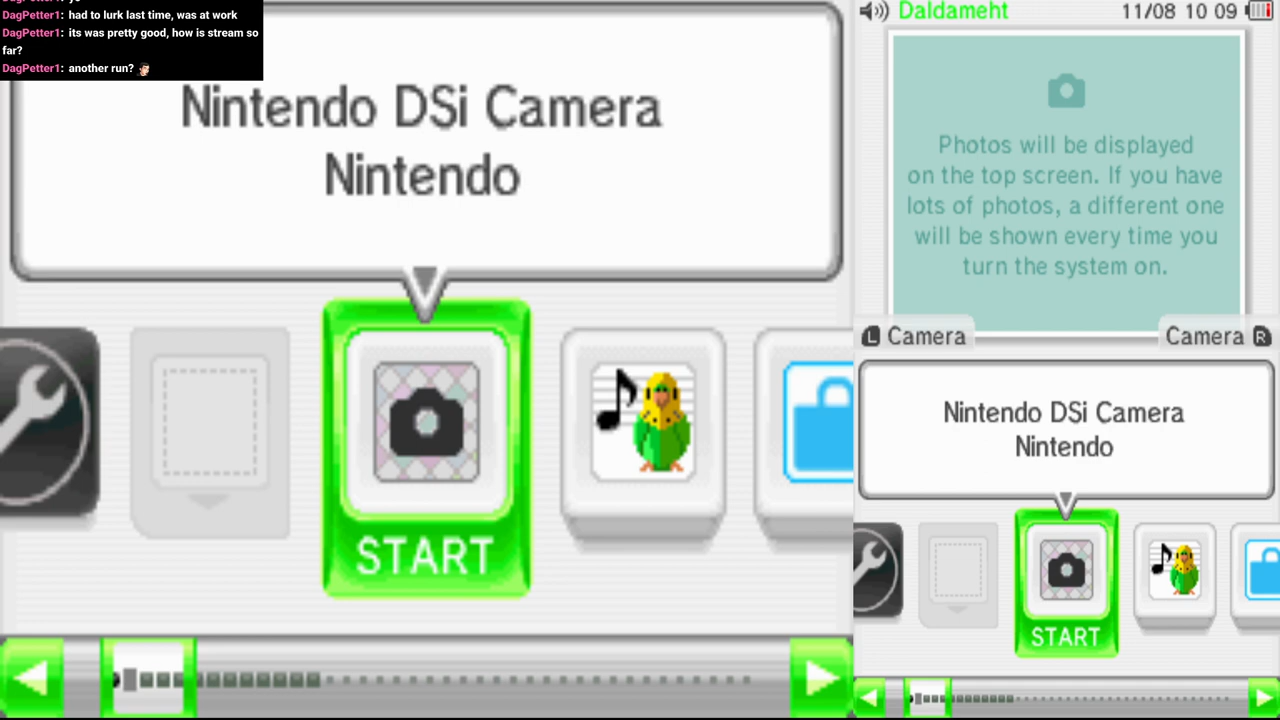 DagPetter1: had to lurk last time, was at work
DagPetter1: its was pretty good, how is stream so
far?
DagPetter1: another run?
Nintendo DSi Camera
Nintendo
START
Daldameht
11/08 10 09
Photos will be displayed
on the top screen. If you have
lots of photos, a different one
will be shown every time you
turn the system on.
L Camera
Camera R
Nintendo DSi Camera
Nintendo
START